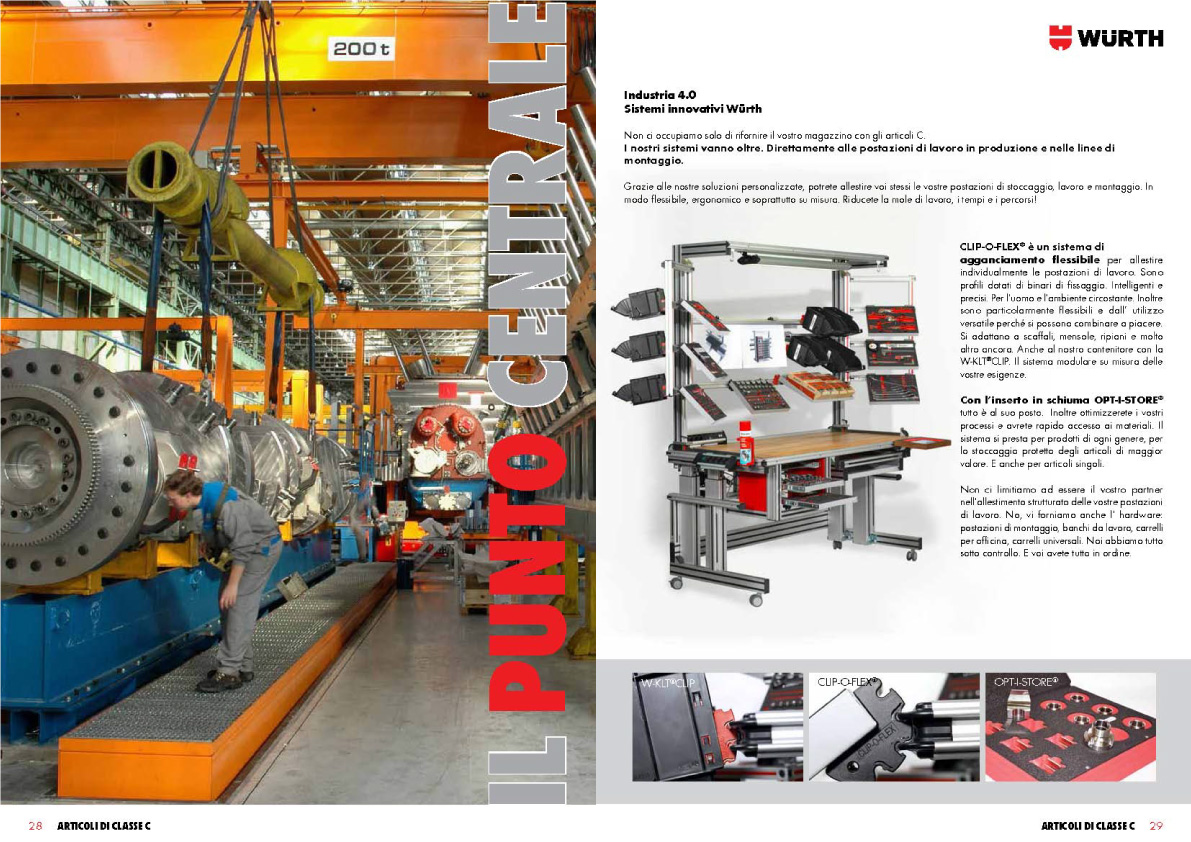 200 t
IL PUNTO CENTRALE
28 ARTICOLI DI CLASSE C
WÜRTH
Industria 4.0
Sistemi innovativi Würth
Non ci occupiamo solo di rifornire il vostro magazzino con gli articoli C.
I nostri sistemi vanno oltre. Direttamente alle postazioni di lavoro in produzione e nelle linee di
montaggio.
Grazie alle nostre soluzioni personalizzate, potrete allestire voi stessi le vostre postazioni di stoccaggio, lavoro e montaggio. In
modo flessibile, ergonomico e soprattutto su misura. Riducete la mole di lavoro, i tempi e i percorsi!
CLIP-O-FLEX® è un sistema di
agganciamento flessibile per allestire
individualmente le postazioni di lavoro. Sono
profili dotati di binari di fissaggio. Intelligenti e
precisi. Per l'uomo e l'ambiente circostante. Inoltre
sono particolarmente flessibili e dall' utilizzo
versatile perché si possono combinare a piacere.
Si adattano a scaffali, mensole, ripiani e molto
altro ancora. Anche al nostro contenitore con la
W-KLT®CLIP. Il sistema modulare su misura delle
vostre esigenze.
Con l'inserto in schiuma OPT-I-STORE®
tutto è al suo posto. Inoltre ottimizzerete i vostri
processi e avrete rapido accesso ai materiali. Il
sistema si presta per prodotti di ogni genere, per
lo stoccaggio protetto degli articoli di maggior
valore. E anche per articoli singoli.
Non ci limitiamo ad essere il vostro partner
nell'allestimento strutturato delle vostre postazioni
di lavoro. No, vi forniamo anche l' hardware:
postazioni di montaggio, banchi da lavoro, carrelli
per officina, carrelli universali. Noi abbiamo tutto
sotto controllo. E voi avete tutto in ordine.
W-KLT®CLIP
CLIP-O-FLEX®
CLIP-O-FLEX
OPT-I-STORE®
ARTICOLI DI CLASSE C 29